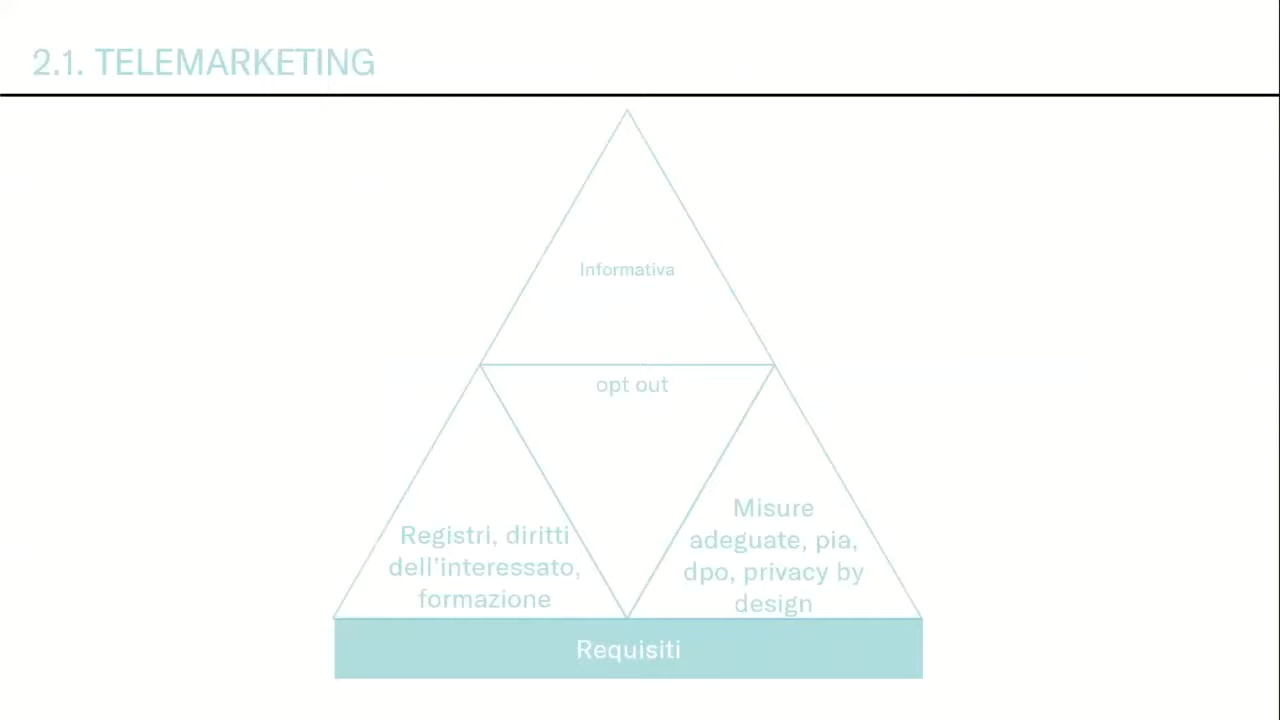 2.1. TELEMARKETING
Informativa
opt out
Registri, diritti
dell'interessato,
formazione
Misure
adeguate, pia,
dpo, privacy by
design
Requisiti